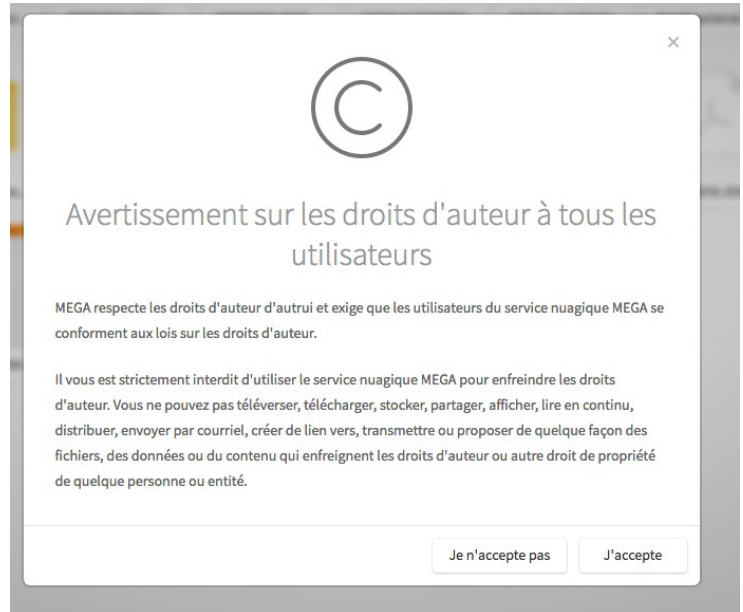 Avertissement sur les droits d'auteur à tous les
utilisateurs
MEGA respecte les droits d'auteur d'autrui et exige que les utilisateurs du service nuagique MEGA se
conforment aux lois sur les droits d'auteur.
Il vous est strictement interdit d'utiliser le service nuagique MEGA pour enfreindre les droits
d'auteur. Vous ne pouvez pas téléverser, télécharger, stocker, partager, afficher, lire en continu,
distribuer, envoyer par courriel, créer de lien vers, transmettre ou proposer de quelque façon des
fichiers, des données ou du contenu qui enfreignent les droits d'auteur ou autre droit de propriété
de quelque personne ou entité.
Je n'accepte pas J'accepte